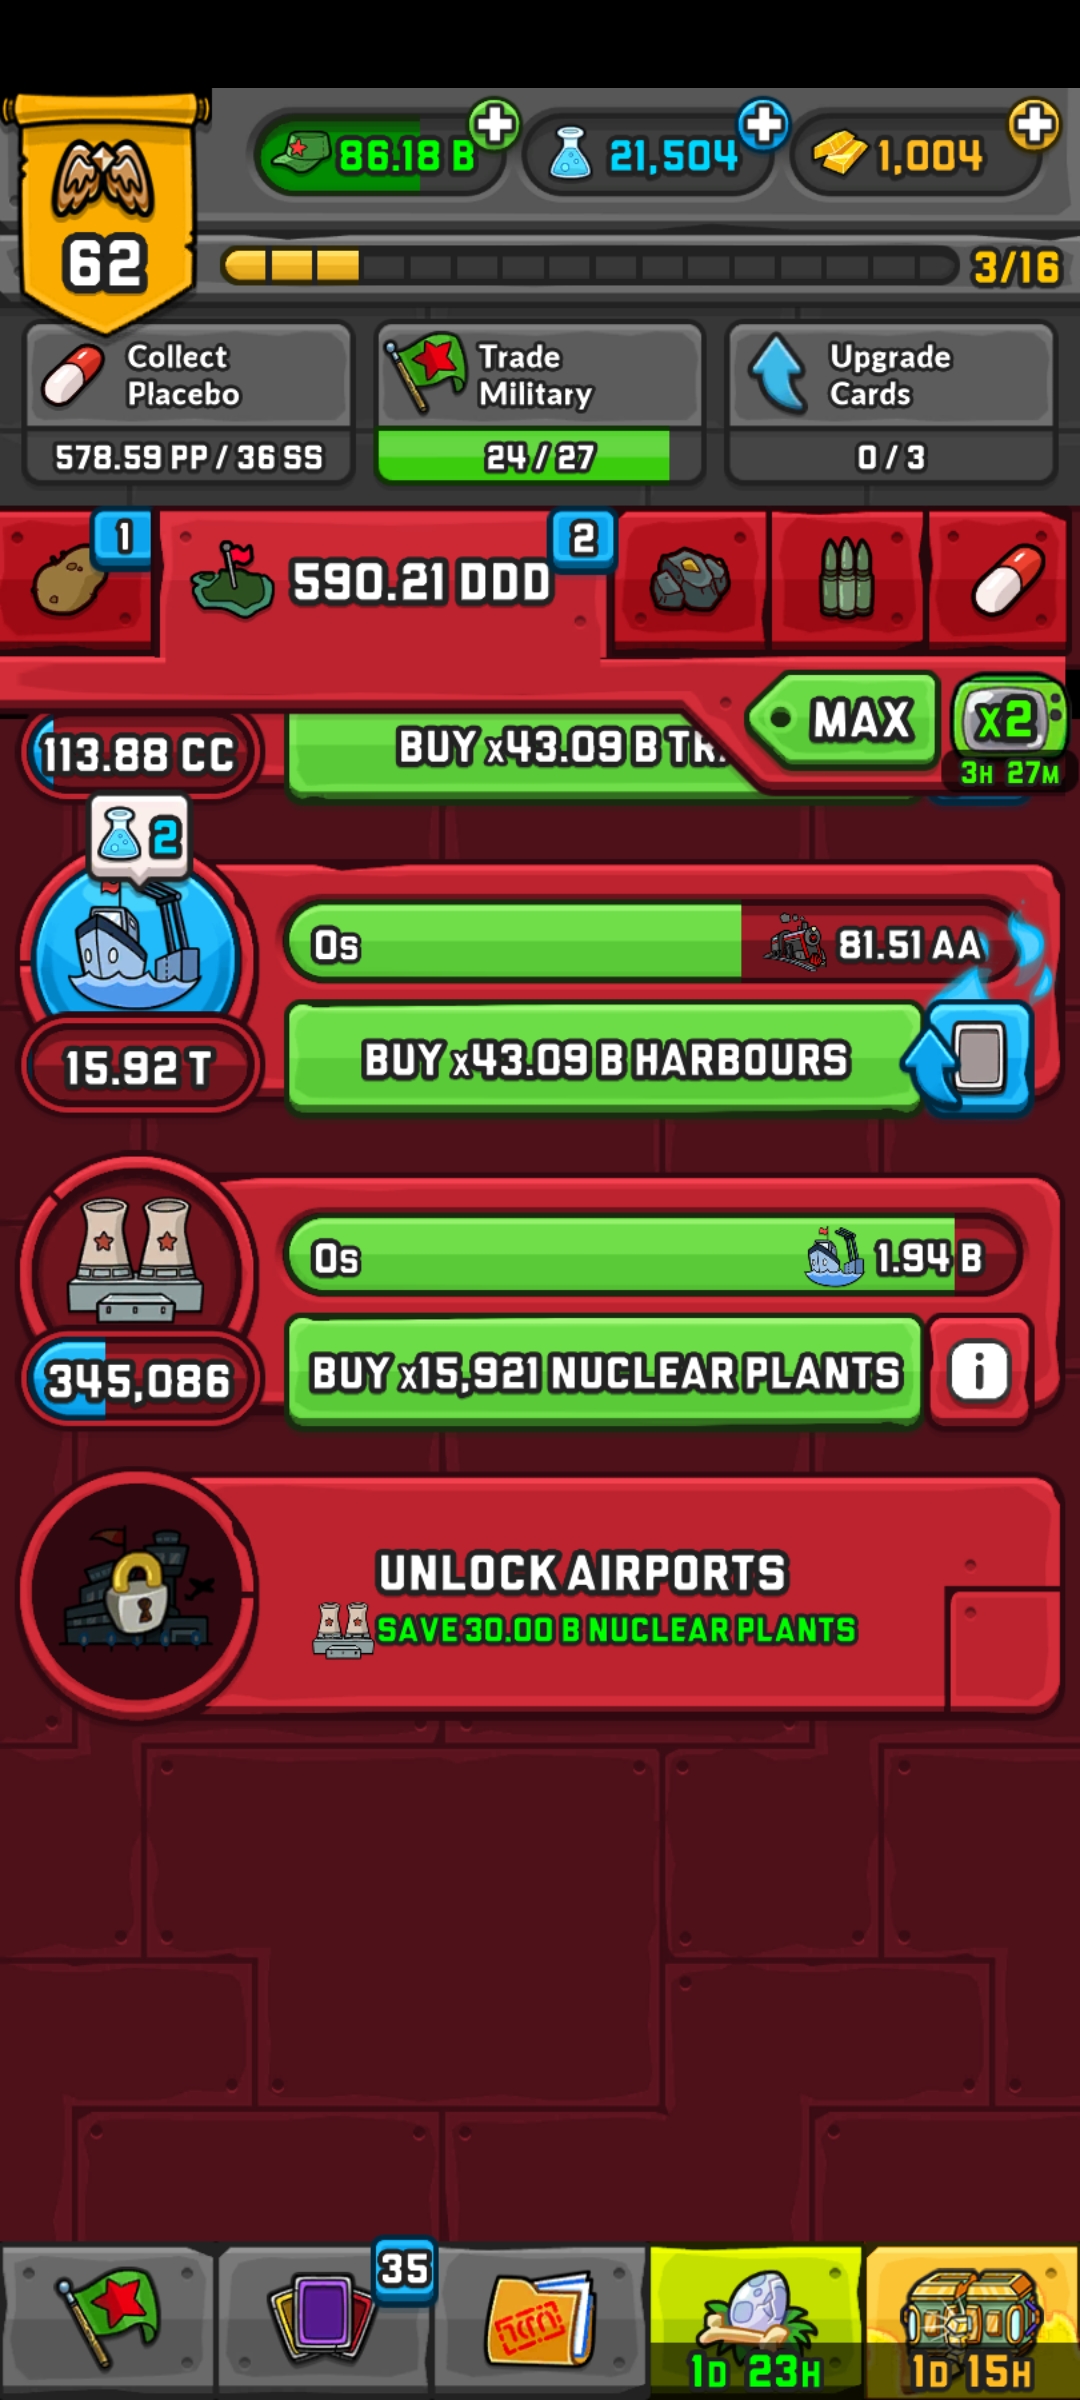 86.18 B
21,504
1,004
62
3/16
Collect
Placebo
578.59 PP / 36 SS
Trade
Military
24 / 27
Upgrade
Cards
0 / 3
1
590.21 DDD
2
MAX
x2
3H 27M
113.88 CC
BUY x43.09 B
2
0s
81.51 AA
15.92 T
BUY x43.09 B HARBOURS
0s
1.94 B
345,086
BUY x15,921 NUCLEAR PLANTS
i
UNLOCK AIRPORTS
SAVE 30.00 B NUCLEAR PLANTS
35
1D 23H
1D 15H